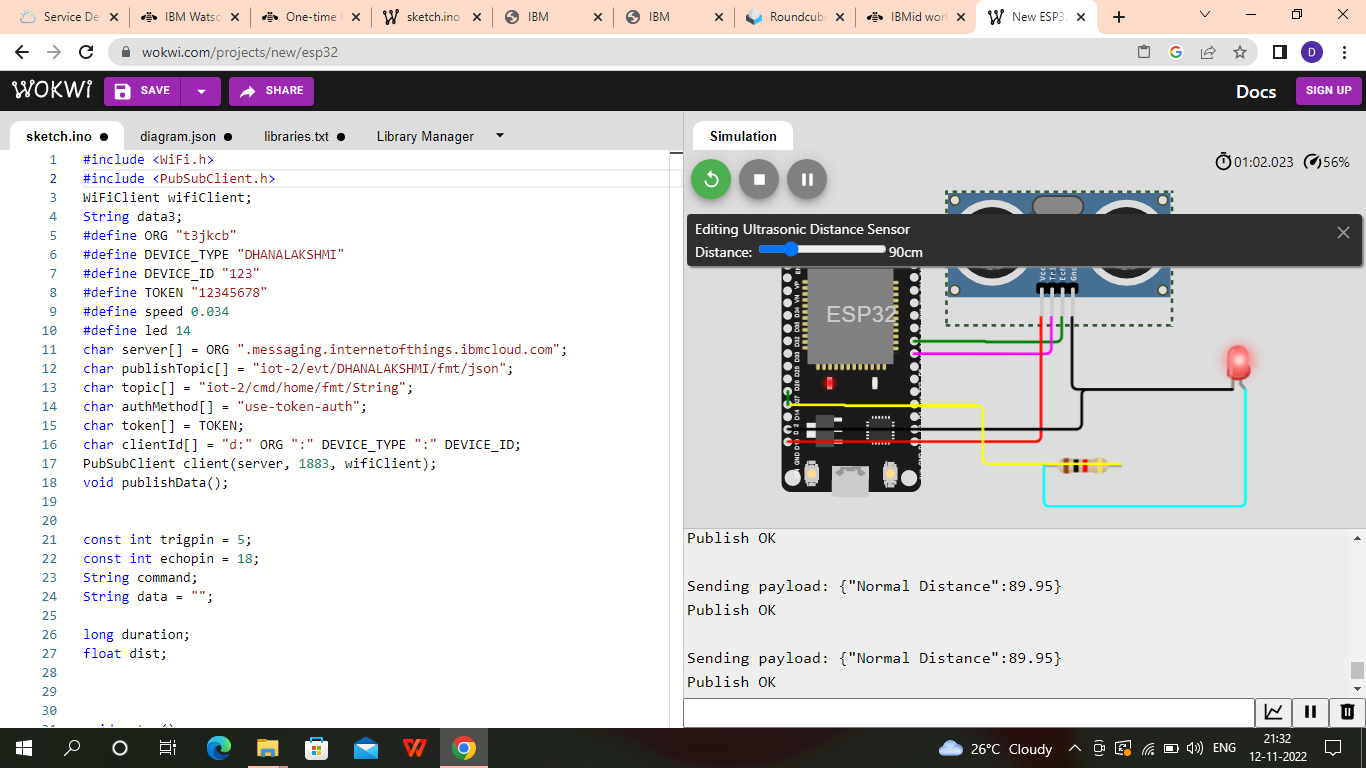 Service De
IBM Watso
One-time
sketch.ino
IBM
IBM
Roundcube
IBMid wor
New ESP3
wokwi.com/projects/new/esp32
D
WOKWI
SAVE
SHARE
Docs
SIGN UP
sketch.ino ●
diagram.json ●
libraries.txt ●
Library Manager
1 #include <WiFi.h>
2 #include <PubSubClient.h>
3 WiFiClient wifiClient;
4 String data3;
5 #define ORG "t3jkcb"
6 #define DEVICE_TYPE "DHANALAKSHMI"
7 #define DEVICE_ID "123"
8 #define TOKEN "12345678"
9 #define speed 0.034
10 #define led 14
11 char server[] = ORG ".messaging.internetofthings.ibmcloud.com";
12 char publishTopic[] = "iot-2/evt/DHANALAKSHMI/fmt/json";
13 char topic[] = "iot-2/cmd/home/fmt/String";
14 char authMethod[] = "use-token-auth";
15 char token[] = TOKEN;
16 char clientId[] = "d:" ORG ":" DEVICE_TYPE ":" DEVICE_ID;
17 PubSubClient client(server, 1883, wifiClient);
18 void publishData();
19
20
21 const int trigpin = 5;
22 const int echopin = 18;
23 String command;
24 String data = "";
25
26 long duration;
27 float dist;
28
29
30
Simulation
01:02.023
56%
Editing Ultrasonic Distance Sensor
Distance:
90cm
ESP32
Publish OK
Sending payload: {"Normal Distance":89.95}
Publish OK
Sending payload: {"Normal Distance":89.95}
Publish OK
26°C Cloudy
ENG
21:32
12-11-2022